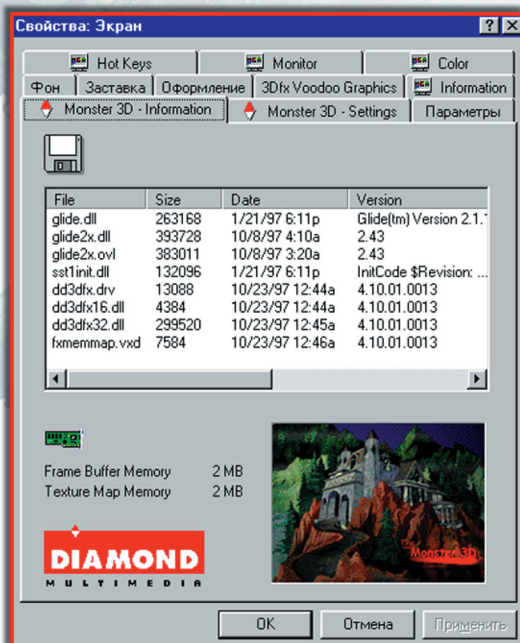 Свойства: Экран
Hot Keys Monitor Color
Фон Заставка Оформление 3Dfx Voodoo Graphics Information
Monster 3D - Information Monster 3D - Settings Параметры
File Size Date Version
glide.dll 263168 1/21/97 6:11p Glide(tm) Version 2.1.
glide2x.dll 393728 10/8/97 4:10a 2.43
glide2x.ovl 383011 10/8/97 3:20a 2.43
sst1init.dll 132096 1/21/97 6:11p InitCode $Revision: ...
dd3dfx.drv 13088 10/23/97 12:44a 4.10.01.0013
dd3dfx16.dll 4384 10/23/97 12:44a 4.10.01.0013
dd3dfx32.dll 299520 10/23/97 12:45a 4.10.01.0013
fxmemmap.vxd 7584 10/23/97 12:46a 4.10.01.0013
Frame Buffer Memory 2 MB
Texture Map Memory 2 MB
The
Monster 3D
DIAMOND
MULTIMEDIA
OK Отмена Применить